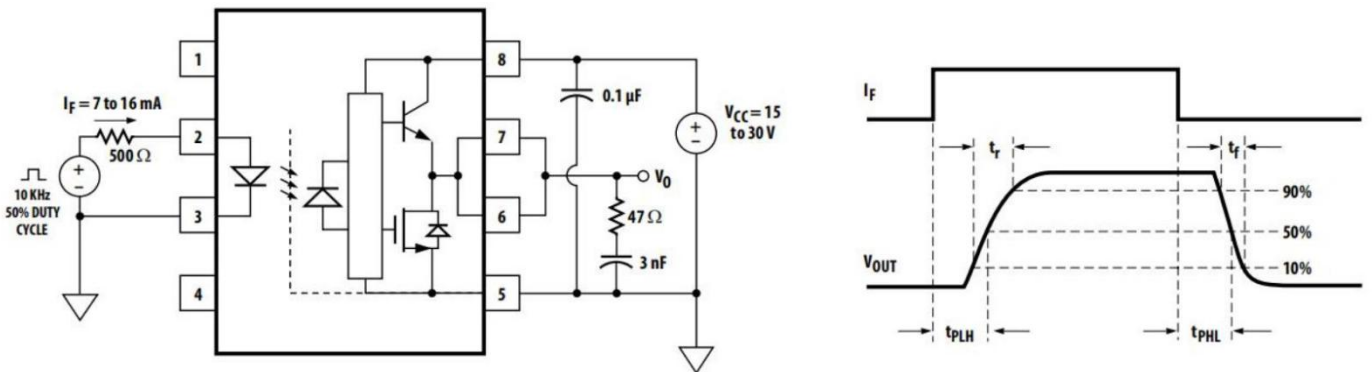 1
8
I_F = 7 to 16 mA
0.1 µF
V_CC = 15
to 30 V
+
−
2
7
500 Ω
+
−
10 KHz
50% DUTY
CYCLE
V_O
3
6
47 Ω
3 nF
4
5
I_F
t_r
t_f
90%
50%
V_OUT
10%
t_PLH
t_PHL